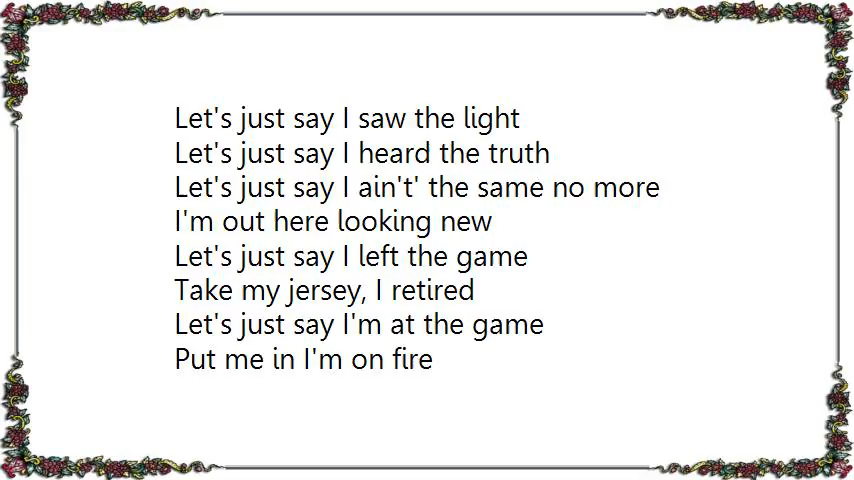 Let's just say I saw the light
Let's just say I heard the truth
Let's just say I ain't' the same no more
I'm out here looking new
Let's just say I left the game
Take my jersey, I retired
Let's just say I'm at the game
Put me in I'm on fire